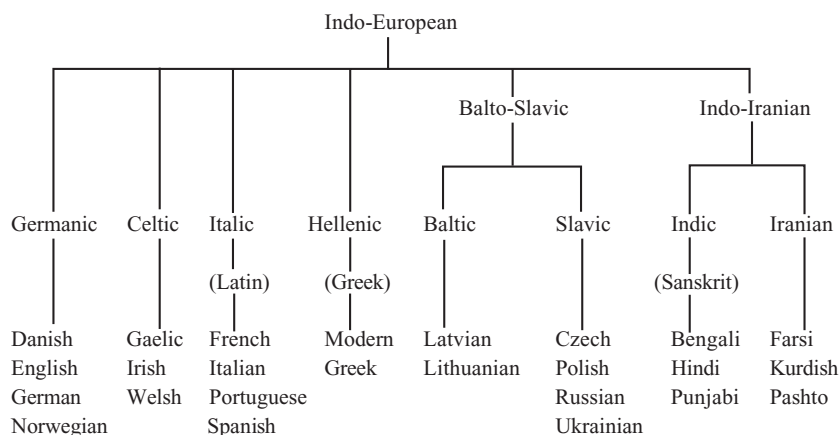 Indo-European
Balto-Slavic Indo-Iranian
Germanic Celtic Italic Hellenic Baltic Slavic Indic Iranian
(Latin) (Greek) (Sanskrit)
Danish Gaelic French Modern Latvian Czech Bengali Farsi
English Irish Italian Greek Lithuanian Polish Hindi Kurdish
German Welsh Portuguese Russian Punjabi Pashto
Norwegian Spanish Ukrainian